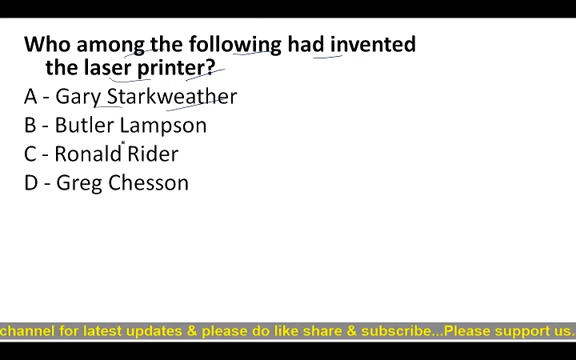 Who among the following had invented
the laser printer?
A - Gary Starkweather
B - Butler Lampson
C - Ronald Rider
D - Greg Chesson
channel for latest updates & please do like share & subscribe...Please support us.